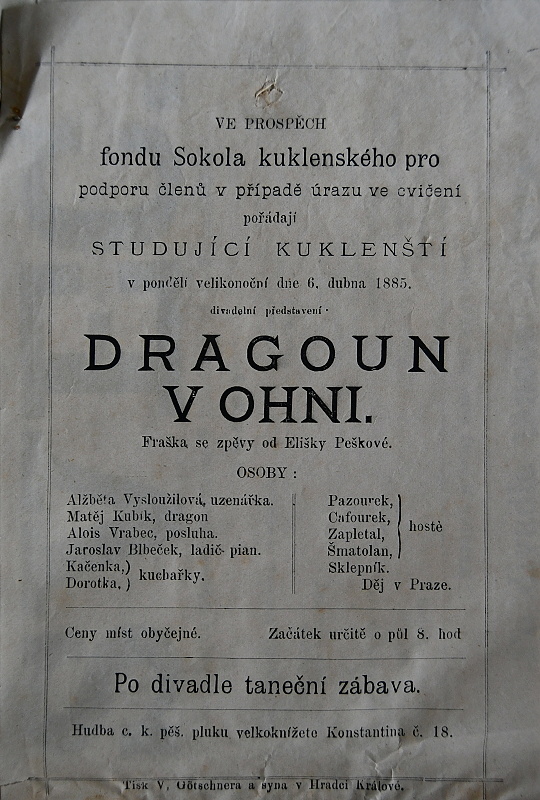 VE PROSPĚCH
fondu Sokola kuklenského pro
podporu členů v případě úrazu ve cvičení
pořádají
STUDUJÍCÍ KUKLENŠTÍ
v pondělí velikonoční dne 6. dubna 1885.
divadelní představení·
DRAGOUN
V OHNI.
Fraška se zpěvy od Elišky Peškové.
OSOBY :
Alžběta Vysloužilová, uzenářka.
Matěj Kubík, dragon
Alois Vrabec, posluha.
Jaroslav Blbeček, ladič- pian.
Kačenka,)
Dorotka, )
kuchařky.
Pazourek,
Cafourek,
Zapletal,
Šmatolan,
hosté
Sklepník.
Děj v Praze.
Ceny míst obyčejné.
Začátek určitě o půl 8. hod
Po divadle taneční zábava.
Hudba c. k. pěš. pluku velkoknížete Konstantina č. 18.
Tisk V. Götschnera a syna v Hradci Králové.